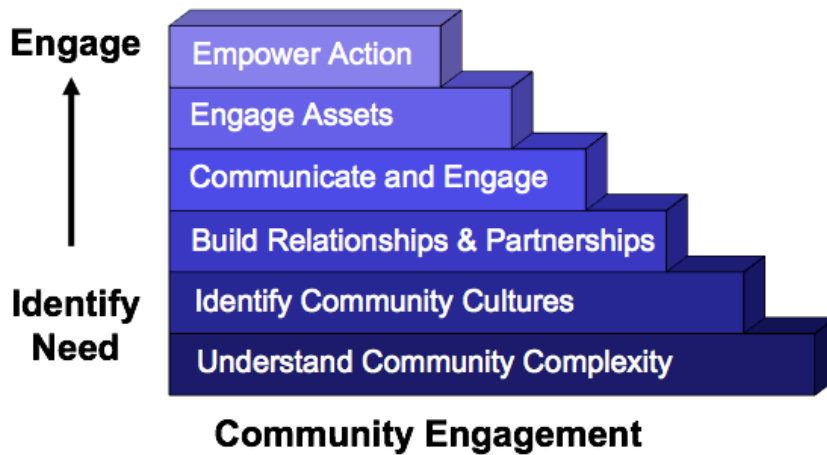 Engage
Empower Action
Engage Assets
Communicate and Engage
Build Relationships & Partnerships
Identify Community Cultures
Understand Community Complexity
Identify
Need
Community Engagement